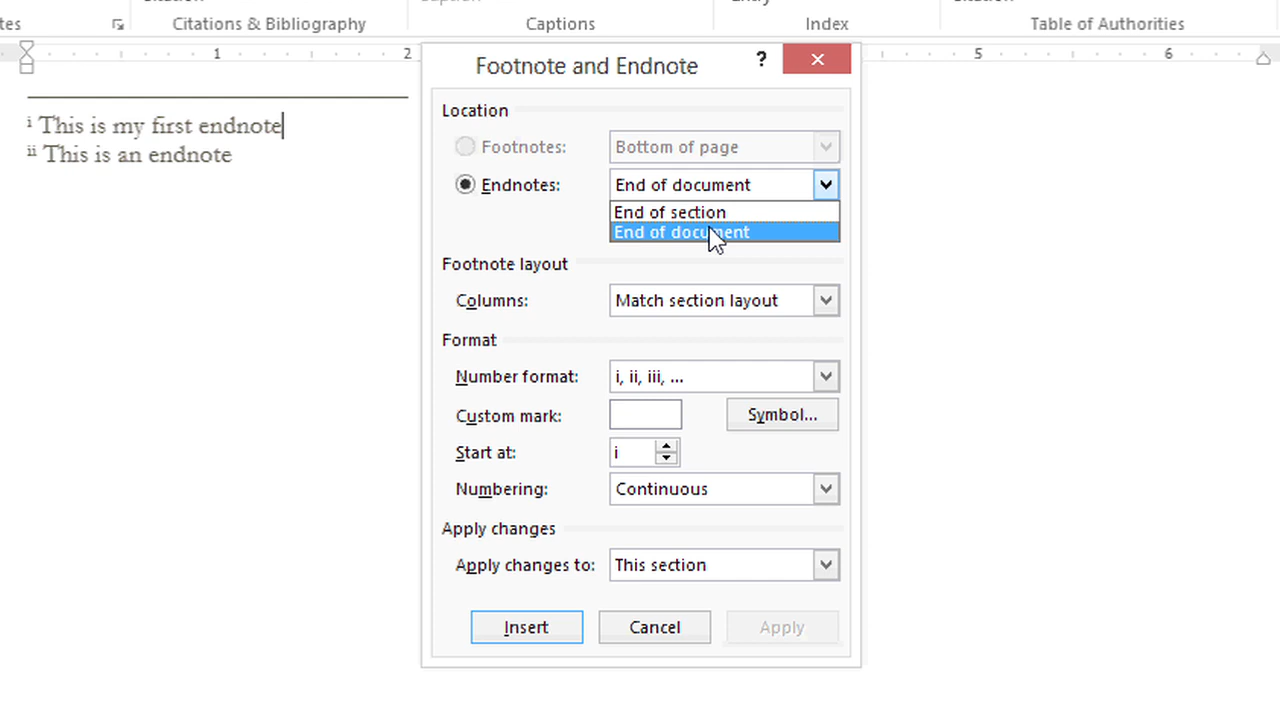 Citations & Bibliography
Captions
Index
Table of Authorities
1
2
5
6
i This is my first endnote
ii This is an endnote
Footnote and Endnote
?
Location
Footnotes: Bottom of page
Endnotes: End of document
End of section
End of document
Footnote layout
Columns: Match section layout
Format
Number format: i, ii, iii, ...
Custom mark: Symbol...
Start at: i
Numbering: Continuous
Apply changes
Apply changes to: This section
Insert Cancel Apply